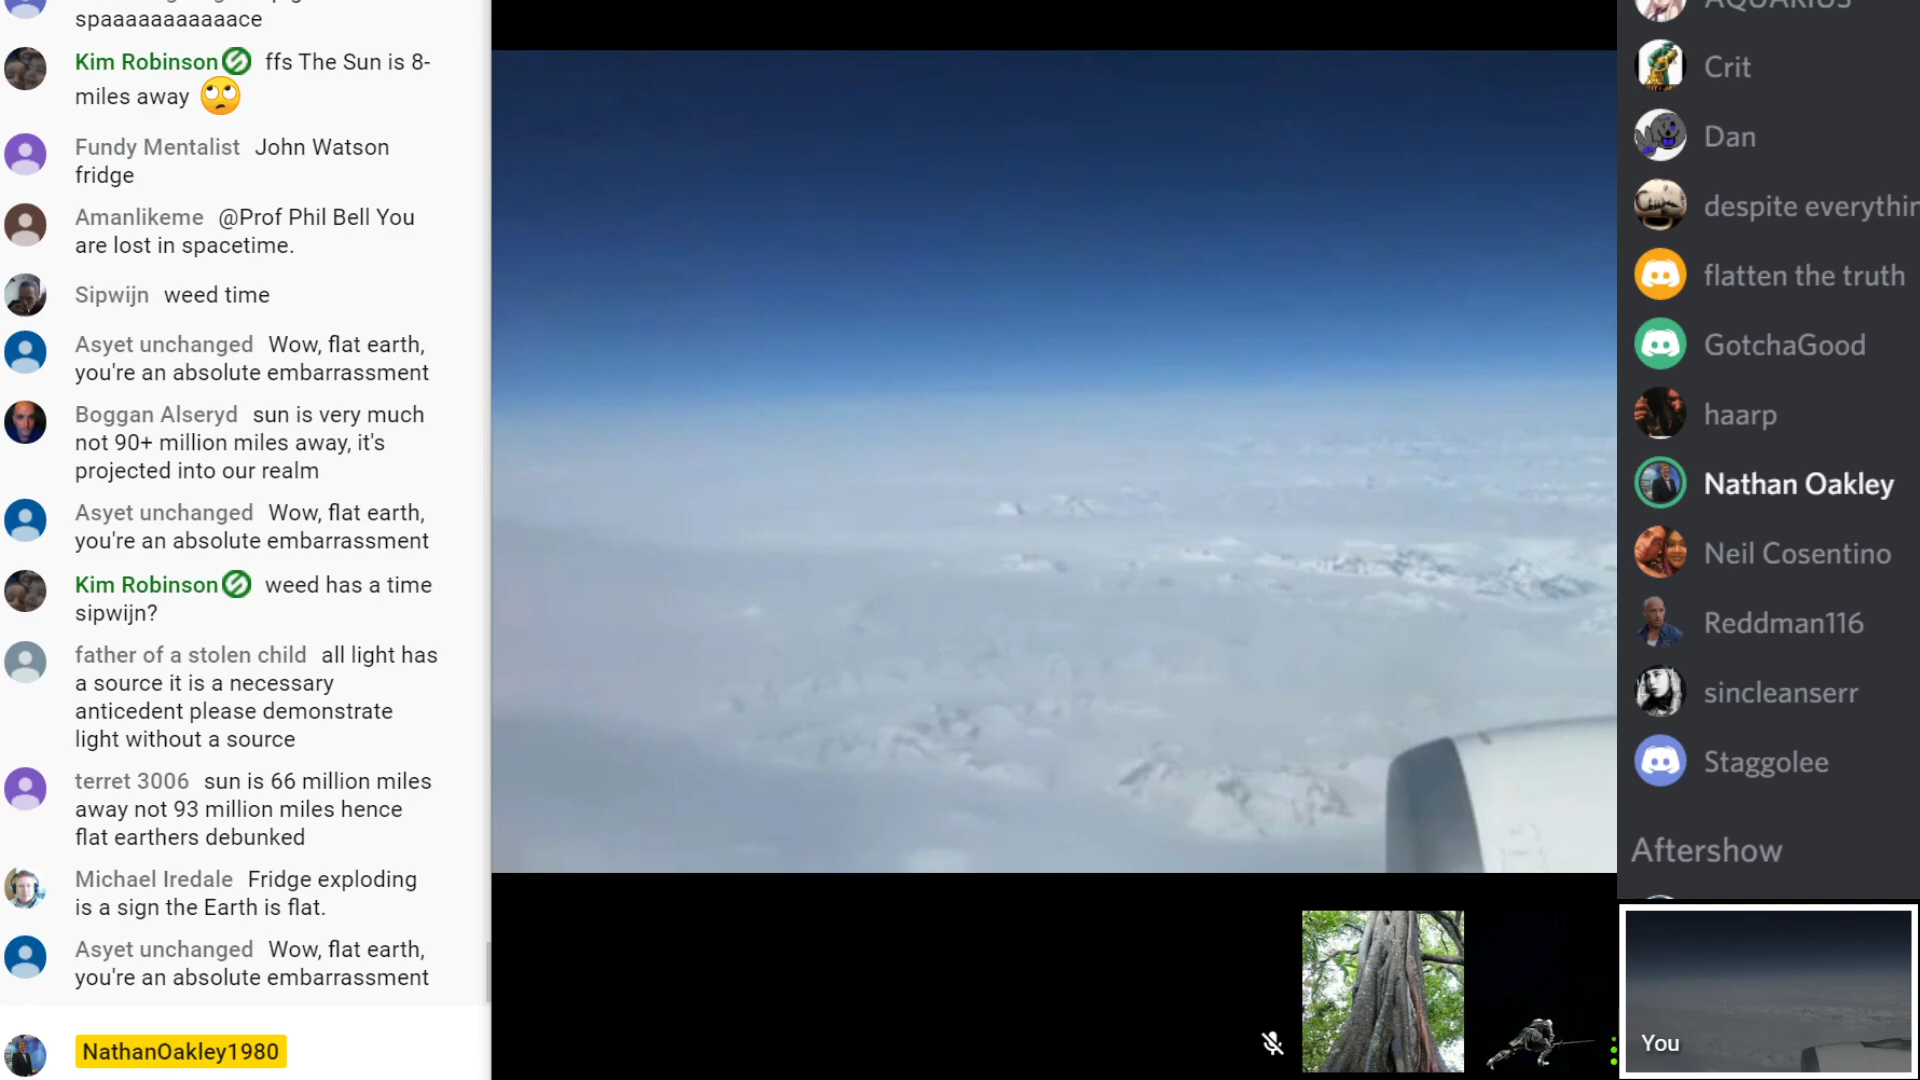 spaaaaaaaaaaace
Kim Robinson ffs The Sun is 8-
miles away
Fundy Mentalist John Watson
fridge
Amanlikeme @Prof Phil Bell You
are lost in spacetime.
Sipwijn weed time
Asyet unchanged Wow, flat earth,
you're an absolute embarrassment
Boggan Alseryd sun is very much
not 90+ million miles away, it's
projected into our realm
Asyet unchanged Wow, flat earth,
you're an absolute embarrassment
Kim Robinson weed has a time
sipwijn?
father of a stolen child all light has
a source it is a necessary
anticedent please demonstrate
light without a source
terret 3006 sun is 66 million miles
away not 93 million miles hence
flat earthers debunked
Michael Iredale Fridge exploding
is a sign the Earth is flat.
Asyet unchanged Wow, flat earth,
you're an absolute embarrassment
NathanOakley1980
AQUARIUS
Crit
Dan
despite everythin
flatten the truth
GotchaGood
haarp
Nathan Oakley
Neil Cosentino
Reddman116
sincleanserr
Staggolee
Aftershow
You